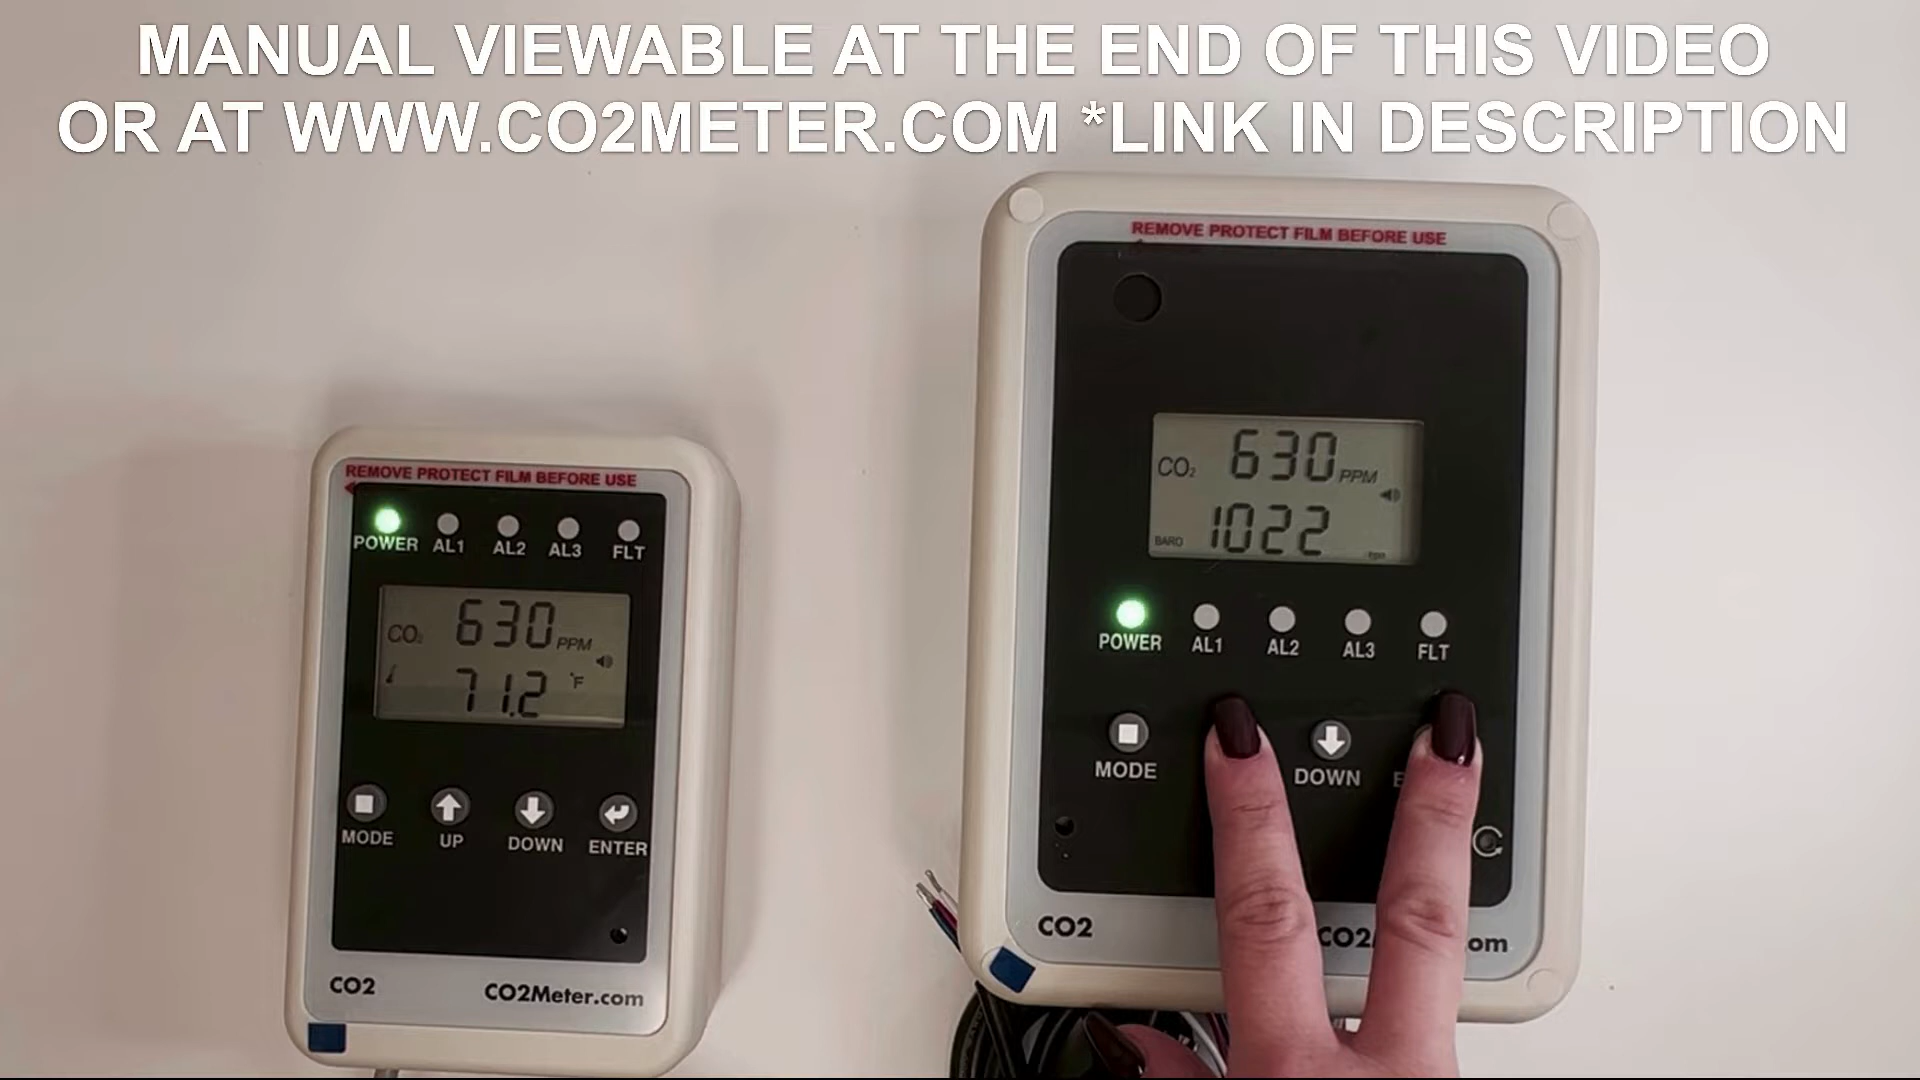 MANUAL VIEWABLE AT THE END OF THIS VIDEO
OR AT WWW.CO2METER.COM *LINK IN DESCRIPTION
REMOVE PROTECT FILM BEFORE USE
CO2 630 PPM
BARO 1022
POWER AL1 AL2 AL3 FLT
MODE DOWN
CO2
REMOVE PROTECT FILM BEFORE USE
POWER AL1 AL2 AL3 FLT
CO2 630 PPM
71.2 °F
MODE UP DOWN ENTER
CO2 CO2Meter.com